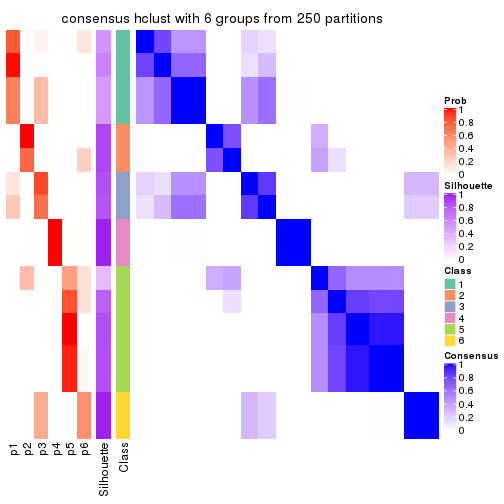 consensus hclust with 6 groups from 250 partitions
Prob
1
0.8
0.6
0.4
0.2
0
Silhouette
1
0.8
0.6
0.4
0.2
0
Class
1
2
3
4
5
6
Consensus
1
0.8
0.6
0.4
0.2
0
p1
p2
p3
p4
p5
p6
Silhouette
Class